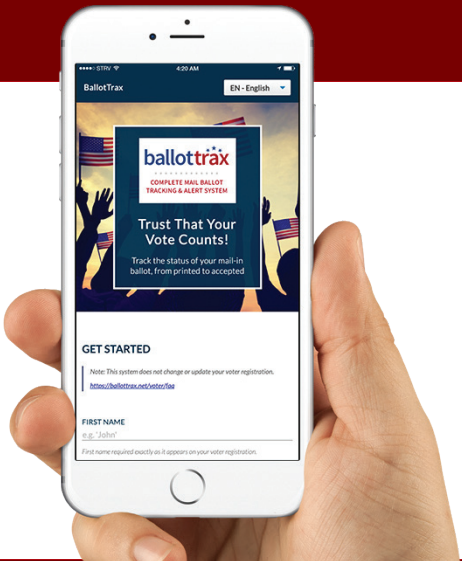 STRV
4:20 AM
BallotTrax
EN - English
ballottrax
COMPLETE MAIL BALLOT
TRACKING & ALERT SYSTEM
Trust That Your
Vote Counts!
Track the status of your mail-in
ballot, from printed to accepted
GET STARTED
Note: This system does not change or update your voter registration.
https://ballottrax.net/voter/faq
FIRST NAME
e.g. 'John'
First name required exactly as it appears on your voter registration.